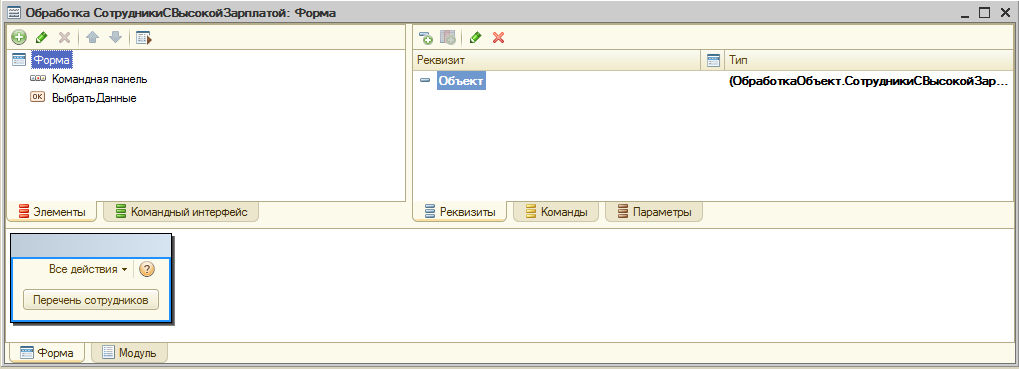 Обработка СотрудникиСВысокойЗарплатой: Форма
Форма
Командная панель
ОК ВыбратьДанные
Элементы
Командный интерфейс
Реквизит
Тип
Объект
(ОбработкаОбъект.СотрудникиСВысокойЗар...
Реквизиты
Команды
Параметры
Все действия
?
Перечень сотрудников
Форма
Модуль